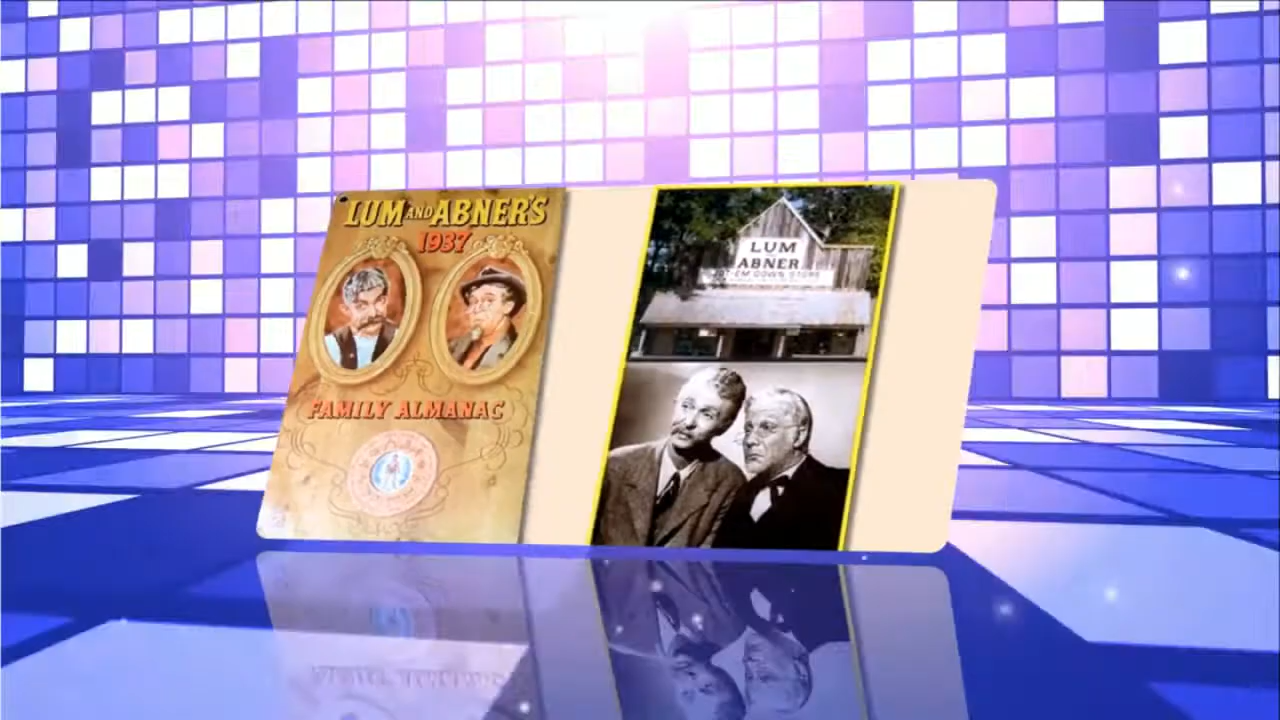 LUM AND ABNER'S
1937
FAMILY ALMANAC
LUM
ABNER
JOT-EM DOWN STORE